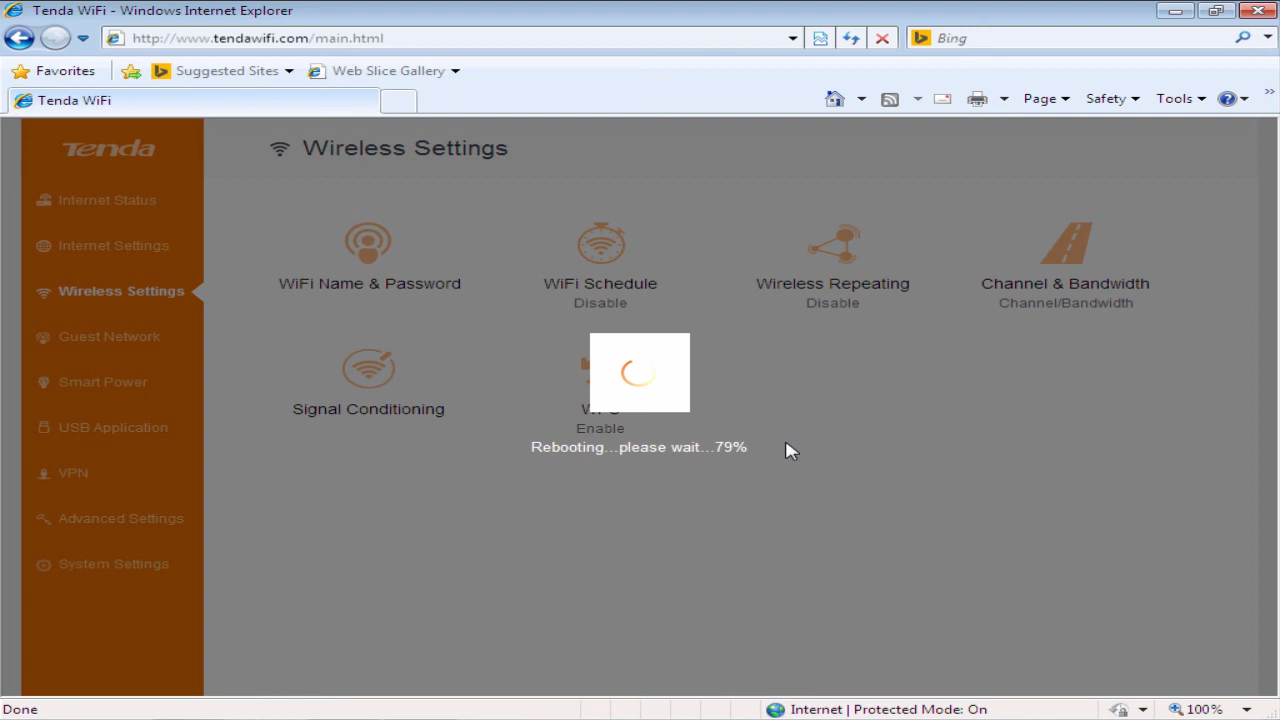 Tenda WiFi - Windows Internet Explorer
http://www.tendawifi.com/main.html
Bing
Favorites
Suggested Sites
Web Slice Gallery
Tenda WiFi
Page
Safety
Tools
Tenda
Wireless Settings
Internet Status
Internet Settings
Wireless Settings
Guest Network
Smart Power
USB Application
VPN
Advanced Settings
System Settings
WiFi Name & Password
WiFi Schedule
Disable
Wireless Repeating
Disable
Channel & Bandwidth
Channel/Bandwidth
Signal Conditioning
Enable
Rebooting...please wait...79%
Done
Internet | Protected Mode: On
100%